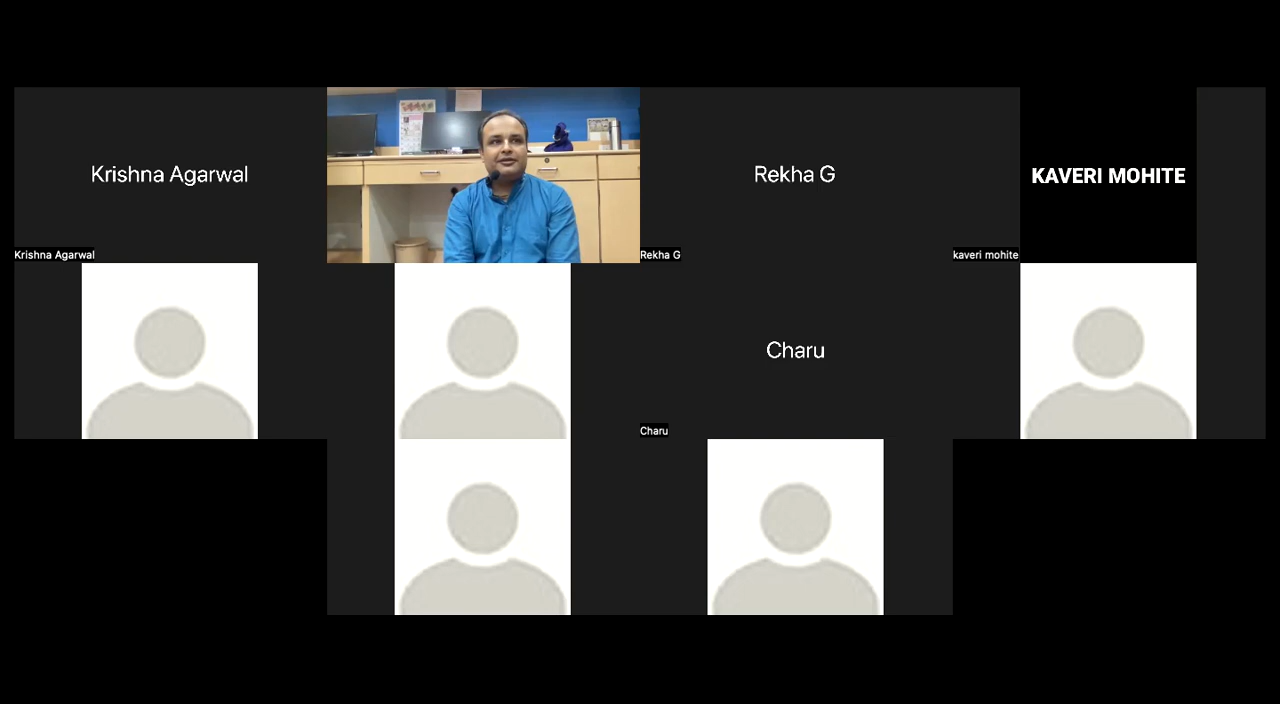 Krishna Agarwal
Rekha G
KAVERI MOHITE
Krishna Agarwal
Rekha G
kaveri mohite
Charu
Charu